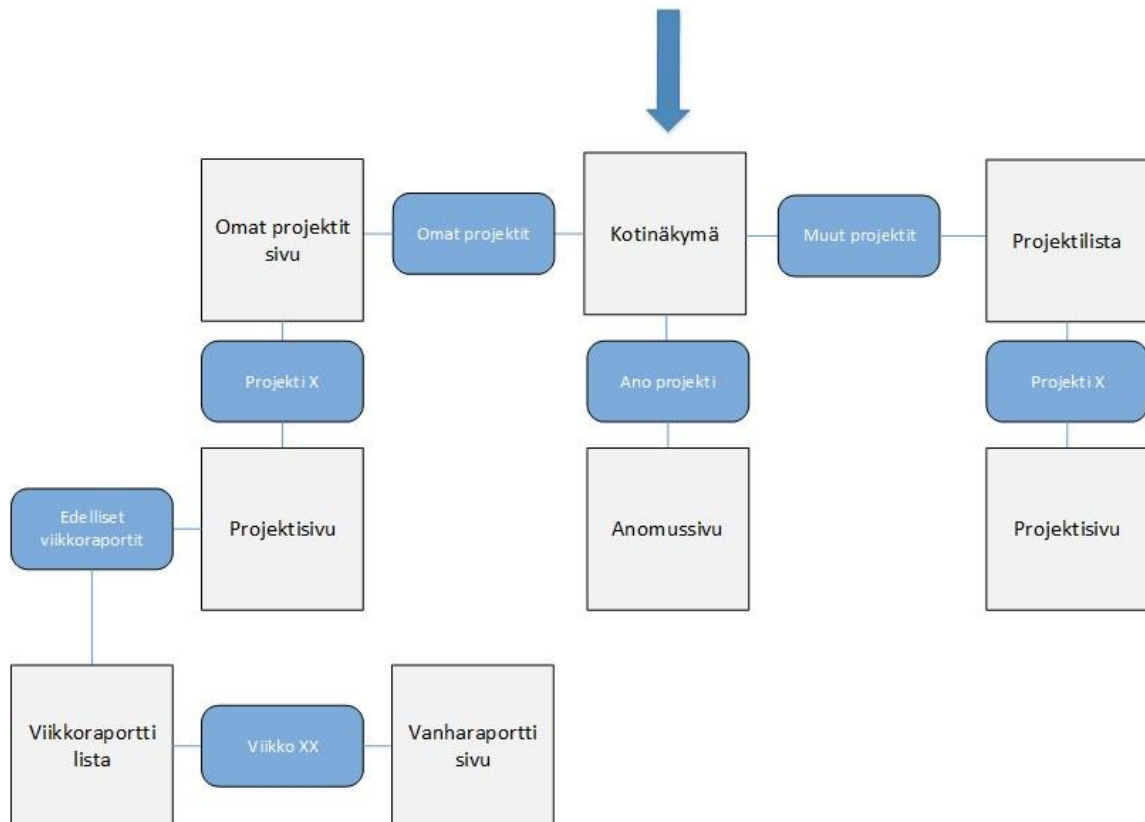 Omat projektit
sivu
Omat projektit
Kotinäkymä
Muut projektit
Projektilista
Projekti X
Ano projekti
Projekti X
Edelliset
viikkoraportit
Projektisivu
Anomussivu
Projektisivu
Viikkoraportti
lista
Viikko XX
Vanharaportti
sivu